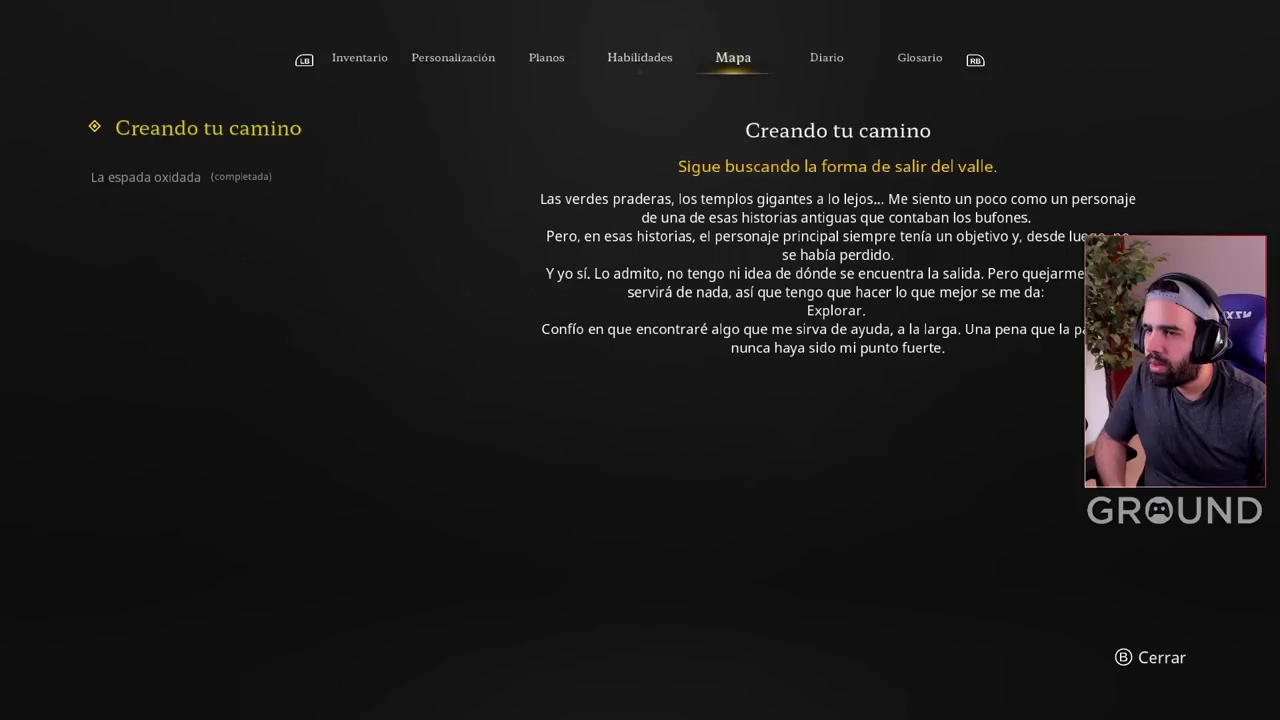 LB Inventario Personalización Planos Habilidades Mapa Diario Glosario RB
Creando tu camino
La espada oxidada (completada)
Creando tu camino
Sigue buscando la forma de salir del valle.
Las verdes praderas, los templos gigantes a lo lejos... Me siento un poco como un personaje
de una de esas historias antiguas que contaban los bufones.
Pero, en esas historias, el personaje principal siempre tenía un objetivo y, desde luego, no
se había perdido.
Y yo sí. Lo admito, no tengo ni idea de dónde se encuentra la salida. Pero quejarme
servirá de nada, así que tengo que hacer lo que mejor se me da:
Explorar.
Confío en que encontraré algo que me sirva de ayuda, a la larga. Una pena que la
nunca haya sido mi punto fuerte.
GROUND
B Cerrar